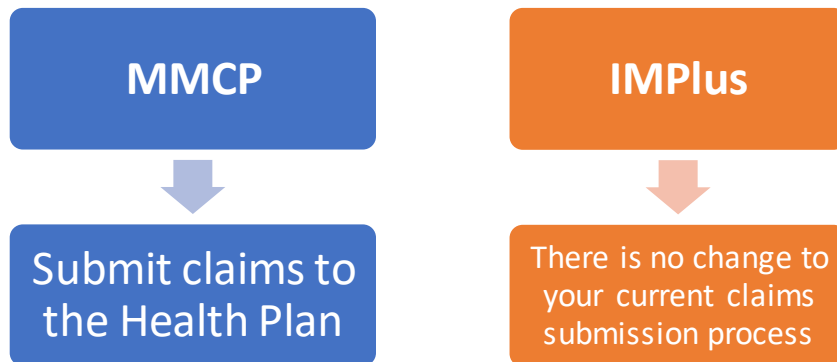 MMCP
Submit claims to
the Health Plan
IMPlus
There is no change to
your current claims
submission process